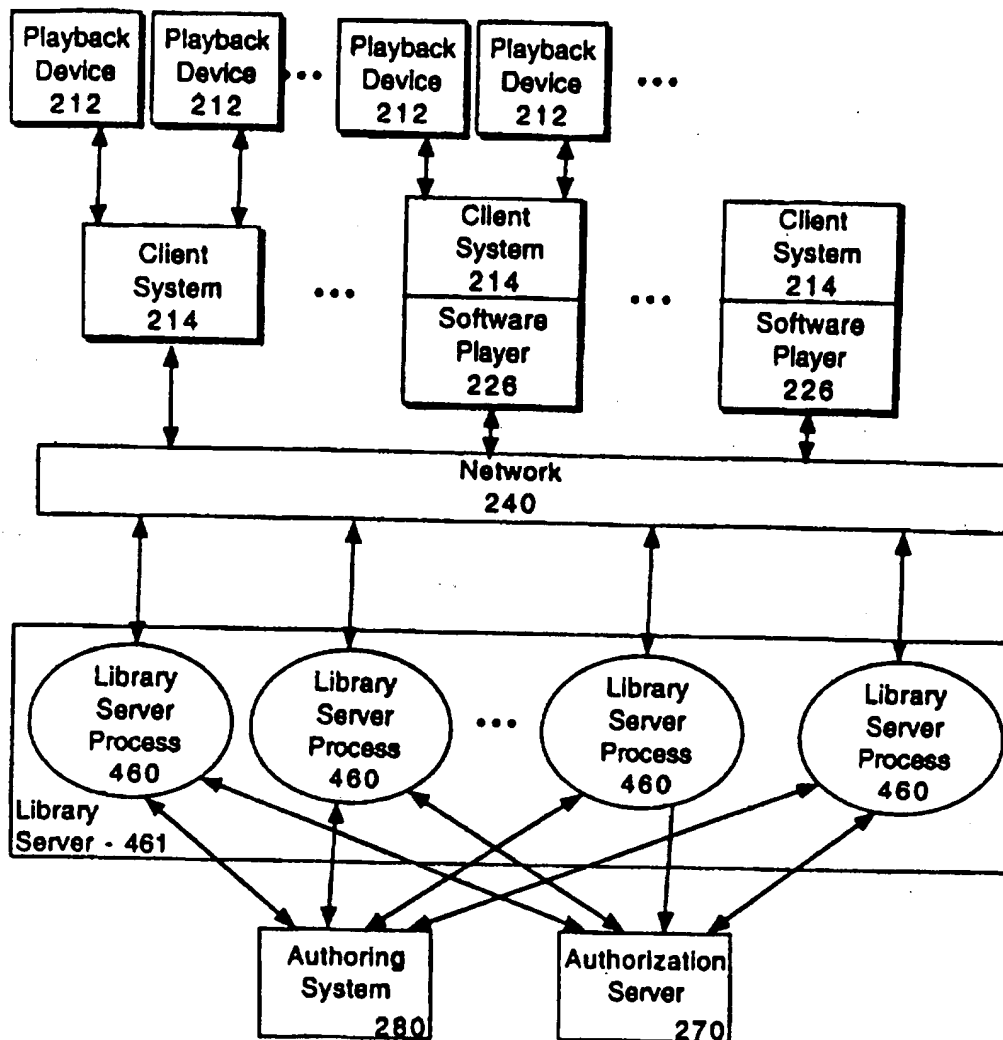 Playback
Device
212
Playback
Device
212
...
Playback
Device
212
Playback
Device
212
...
Client
System
214
...
Client
System
214
Software
Player
226
...
Client
System
214
Software
Player
226
Network
240
Library
Server
Process
460
Library
Server
Process
460
...
Library
Server
Process
460
Library
Server
Process
460
Library
Server - 461
Authoring
System
280
Authorization
Server
270